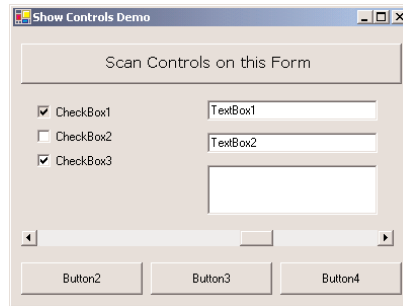 Show Controls Demo
Scan Controls on this Form
CheckBox1
TextBox1
CheckBox2
TextBox2
CheckBox3
Button2
Button3
Button4